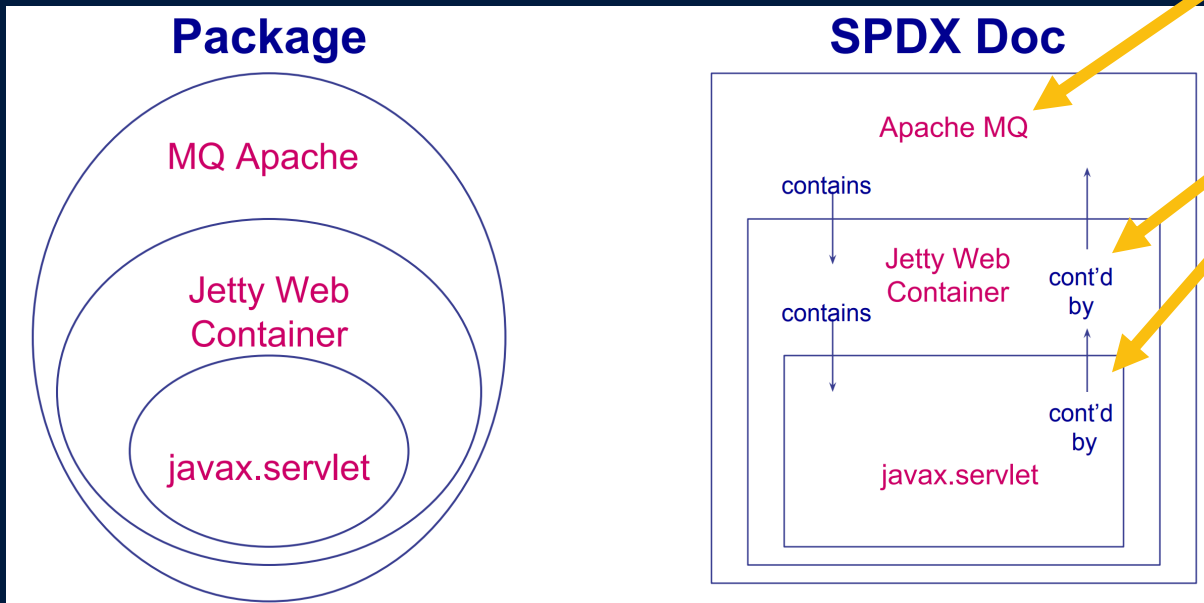 Package
MQ Apache
Jetty Web
Container
javax.servlet
SPDX Doc
Apache MQ
contains
Jetty Web
Container
cont’d
by
contains
cont’d
by
javax.servlet